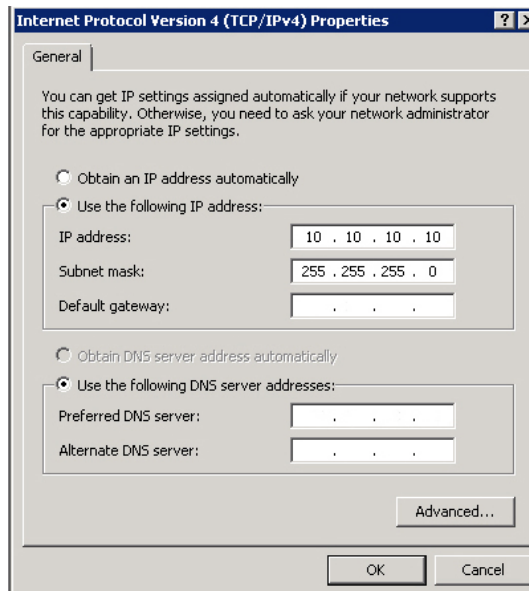 Internet Protocol Version 4 (TCP/IPv4) Properties
General
You can get IP settings assigned automatically if your network supports
this capability. Otherwise, you need to ask your network administrator
for the appropriate IP settings.
Obtain an IP address automatically
Use the following IP address:
IP address: 10 . 10 . 10 . 10
Subnet mask: 255 . 255 . 255 . 0
Default gateway: . . .
Obtain DNS server address automatically
Use the following DNS server addresses:
Preferred DNS server: . . .
Alternate DNS server: . . .
Advanced...
OK Cancel